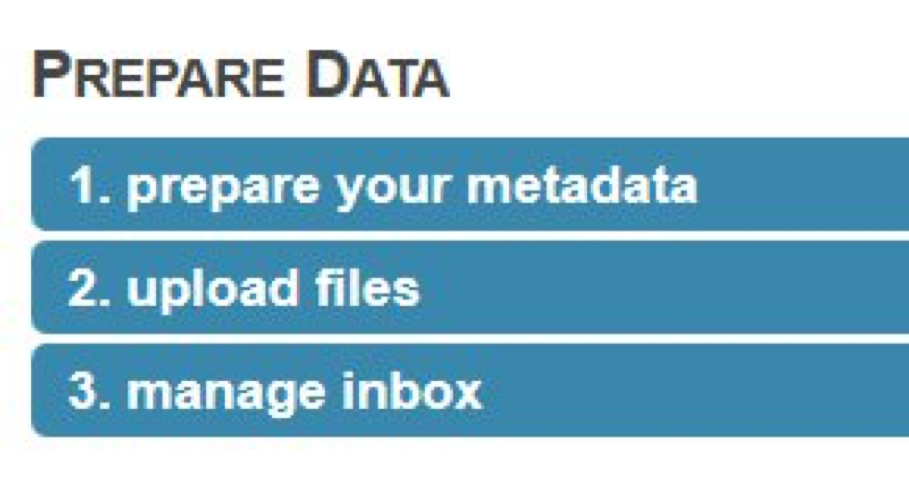 PREPARE DATA
1. prepare your metadata
2. upload files
3. manage inbox